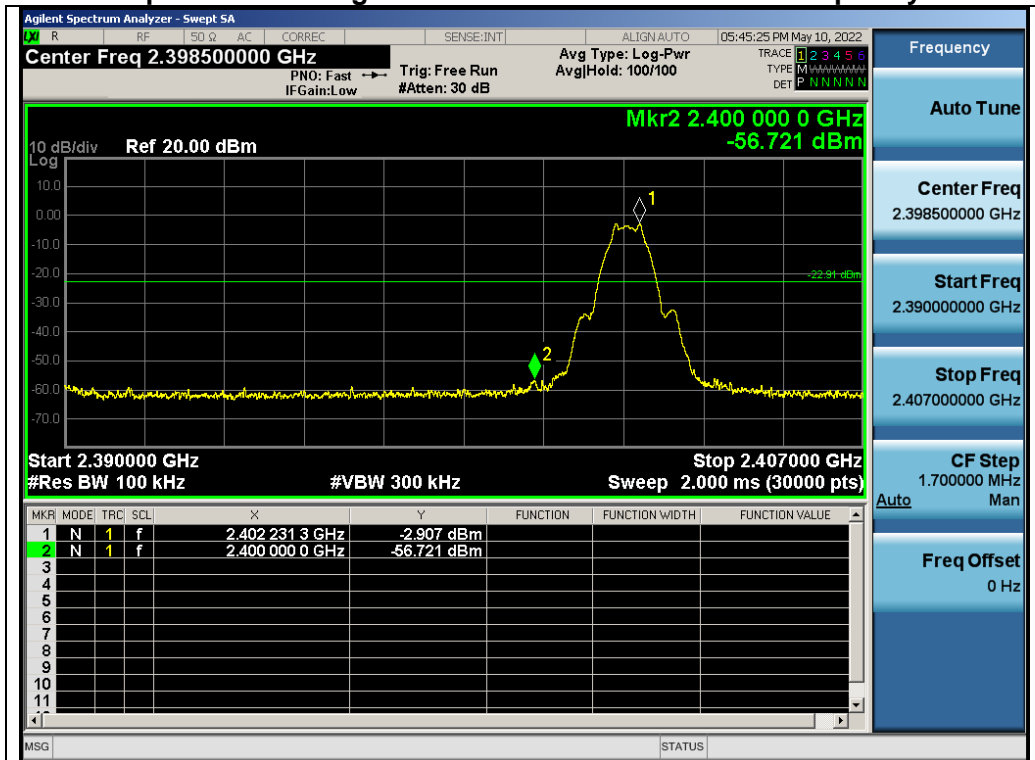 Agilent Spectrum Analyzer - Swept SA
LXI R RF 50 Ω AC CORREC SENSE:INT ALIGN AUTO 05:45:25 PM May 10, 2022
Center Freq 2.398500000 GHz
PNO: Fast
IFGain:Low
Trig: Free Run
#Atten: 30 dB
Avg Type: Log-Pwr
Avg|Hold: 100/100
TRACE 1 2 3 4 5 6
TYPE M
DET P N N N N N
Mkr2 2.400 000 0 GHz
-56.721 dBm
10 dB/div Ref 20.00 dBm
Log
10.0
0.00
-10.0
-20.0
-30.0
-40.0
-50.0
-60.0
-70.0
1
2
-22.91 dBm
Start 2.390000 GHz Stop 2.407000 GHz
#Res BW 100 kHz #VBW 300 kHz Sweep 2.000 ms (30000 pts)
MKR MODE TRC SCL X Y FUNCTION FUNCTION WIDTH FUNCTION VALUE
1 N 1 f 2.402 231 3 GHz -2.907 dBm
2 N 1 f 2.400 000 0 GHz -56.721 dBm
3
4
5
6
7
8
9
10
11
MSG STATUS
Frequency
Auto Tune
Center Freq
2.398500000 GHz
Start Freq
2.390000000 GHz
Stop Freq
2.407000000 GHz
CF Step
1.700000 MHz
Auto Man
Freq Offset
0 Hz